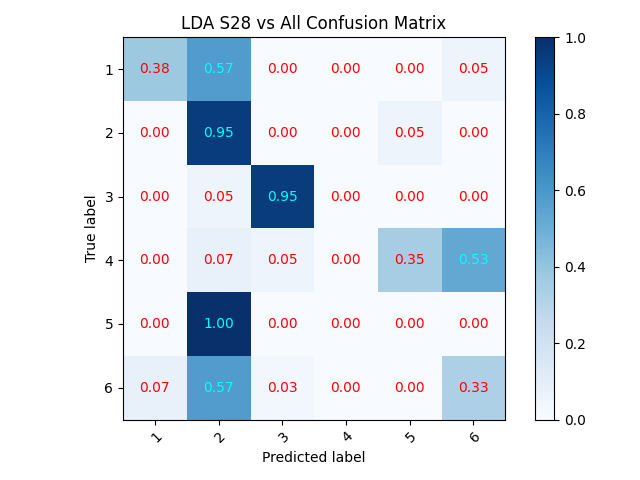 LDA S28 vs All Confusion Matrix
True label
1 0.38 0.57 0.00 0.00 0.00 0.05
2 0.00 0.95 0.00 0.00 0.05 0.00
3 0.00 0.05 0.95 0.00 0.00 0.00
4 0.00 0.07 0.05 0.00 0.35 0.53
5 0.00 1.00 0.00 0.00 0.00 0.00
6 0.07 0.57 0.03 0.00 0.00 0.33
1 2 3 4 5 6
Predicted label
1.0
0.8
0.6
0.4
0.2
0.0